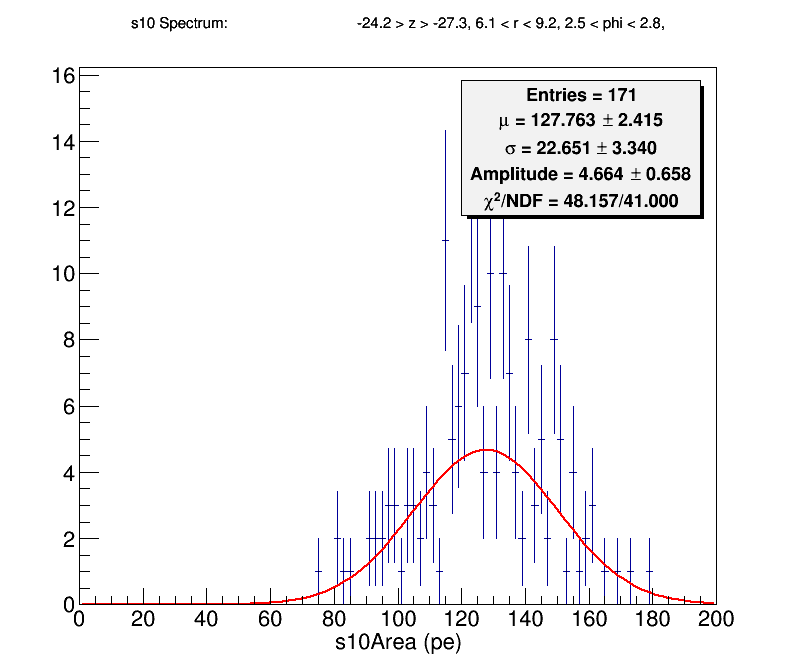 s10 Spectrum: -24.2 > z > -27.3, 6.1 < r < 9.2, 2.5 < phi < 2.8,
Entries = 171
μ = 127.763 ± 2.415
σ = 22.651 ± 3.340
Amplitude = 4.664 ± 0.658
χ²/NDF = 48.157/41.000
16
14
12
10
8
6
4
2
0
0 20 40 60 80 100 120 140 160 180 200
s10Area (pe)